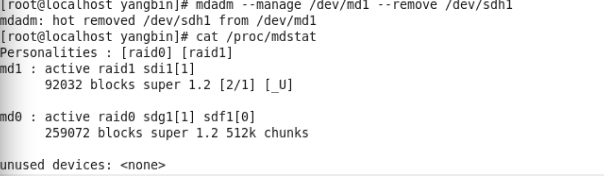 [root@localhost yangbin]# mdadm --manage /dev/md1 --remove /dev/sdh1
mdadm: hot removed /dev/sdh1 from /dev/md1
[root@localhost yangbin]# cat /proc/mdstat
Personalities : [raid0] [raid1]
md1 : active raid1 sdi1[1]
      92032 blocks super 1.2 [2/1] [_U]

md0 : active raid0 sdg1[1] sdf1[0]
      259072 blocks super 1.2 512k chunks

unused devices: <none>